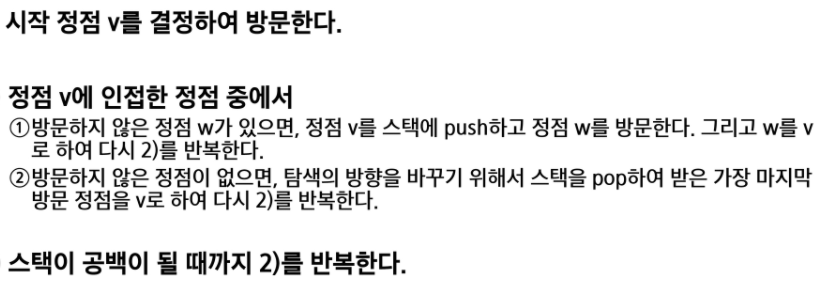 시작 정점 v를 결정하여 방문한다.
정점 v에 인접한 정점 중에서
①방문하지 않은 정점 w가 있으면, 정점 v를 스택에 push하고 정점 w를 방문한다. 그리고 w를 v
로 하여 다시 2)를 반복한다.
②방문하지 않은 정점이 없으면, 탐색의 방향을 바꾸기 위해서 스택을 pop하여 받은 가장 마지막
방문 정점을 v로 하여 다시 2)를 반복한다.
스택이 공백이 될 때까지 2)를 반복한다.